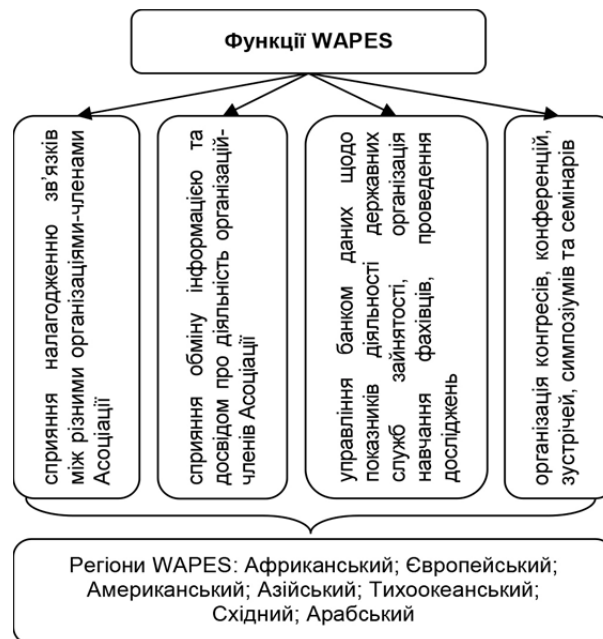 Функції WAPES
сприяння налагодженню зв’язків
між різними організаціями-членами
Асоціації
сприяння обміну інформацією та
досвідом про діяльність організацій-
членів Асоціації
управління банком даних щодо
показників діяльності державних
служб зайнятості, організація
навчання фахівців, проведення
досліджень
організація конгресів, конференцій,
зустрічей, симпозіумів та семінарів
Регіони WAPES: Африканський; Європейський;
Американський; Азійський; Тихоокеанський;
Східний; Арабський